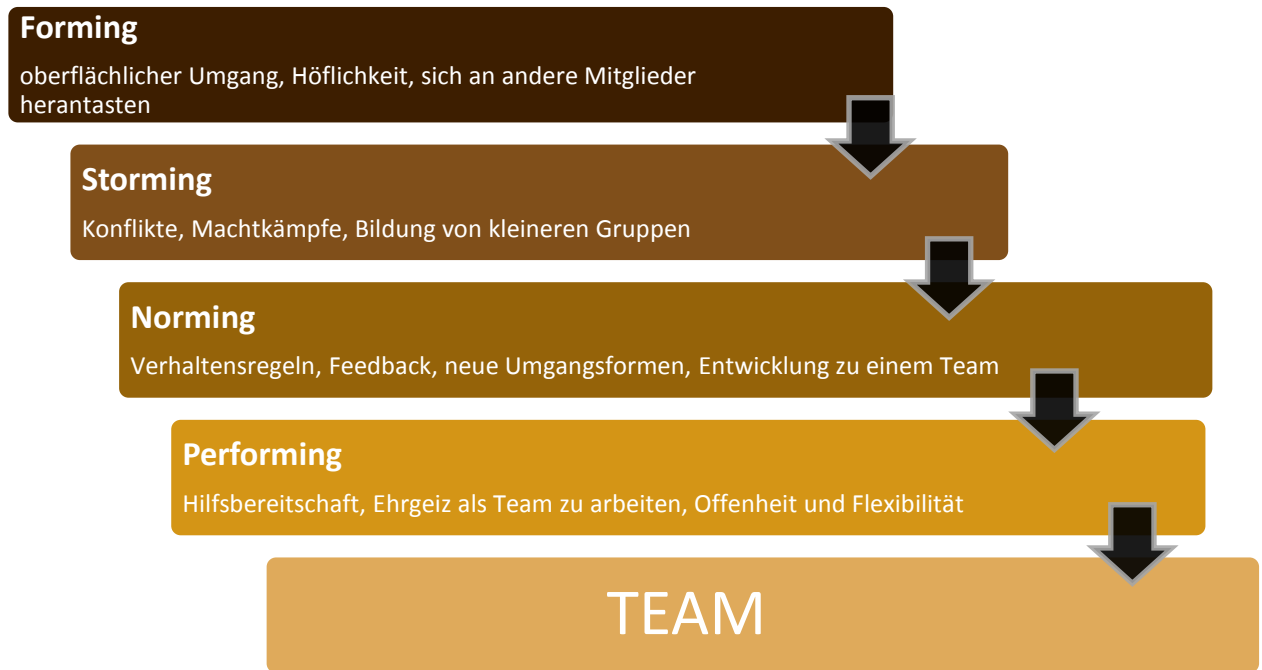 Forming
oberflächlicher Umgang, Höflichkeit, sich an andere Mitglieder
herantasten
Storming
Konflikte, Machtkämpfe, Bildung von kleineren Gruppen
Norming
Verhaltensregeln, Feedback, neue Umgangsformen, Entwicklung zu einem Team
Performing
Hilfsbereitschaft, Ehrgeiz als Team zu arbeiten, Offenheit und Flexibilität
TEAM